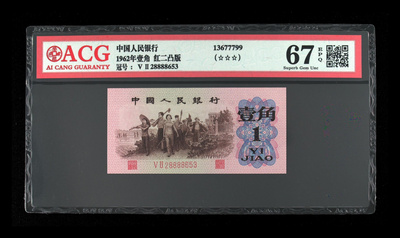 ACG
AI CANG GUARANTY
中国人民银行
1962年壹角 红二凸版
冠号: VⅡ28888653
13677799
(☆☆☆)
67 EPQ
Superb Gem Unc
中国人民银行
VⅡ28888653
壹角
1
YI
JIAO